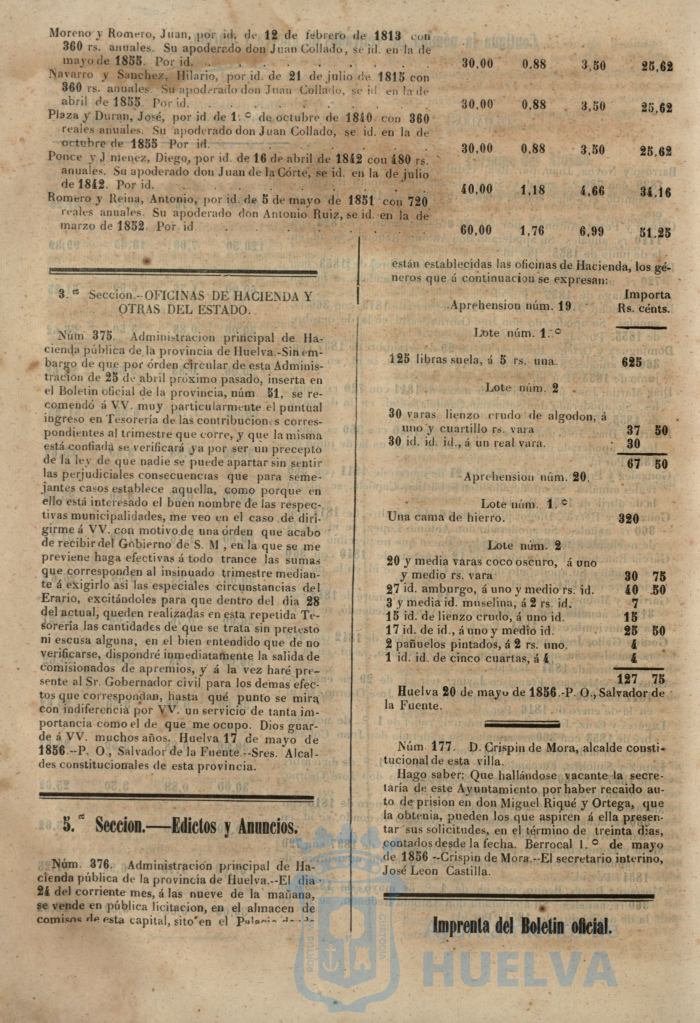 Moreno y Romero, Juan, por id. de 12 de febrero de 1813 con
360 rs. anuales. Su apoderado don Juan Collado, se id. en la de
mayo de 1855. Por id. 30,00 0,88 3,50 25,62
Navarro y Sanchez, Hilario, por id. de 21 de julio de 1815 con
360 rs. anuales. Su apoderado don Juan Collado, se id. en la de
abril de 1855. Por id. 30,00 0,88 3,50 25,62
Plaza y Duran, José, por id de 1.º de octubre de 1840 con 360
reales anuales. Su apoderado don Juan Collado, se id. en la de
octubre de 1855 Por id. 30,00 0,88 3,50 25,62
Ponce y J menez, Diego, por id. de 16 de abril de 1842 con 480 rs.
anuales. Su apoderado don Juan de la Córte, se id. en la de julio
de 1842. Por id. 40,00 1,18 4,66 34,16
Romero y Reina, Antonio, por id. de 5 de mayo de 1851 con 720
reales anuales. Su apoderado don Antonio Ruiz, se id. en la de
marzo de 1852. Por id 60,00 1,76 6,99 51,25
3.ª Seccion.-OFICINAS DE HACIENDA Y
OTRAS DEL ESTADO.
Núm 375. Administracion principal de Ha-
cienda pública de la provincia de Huelva.-Sin em-
bargo de que por órden circular de esta Adminis-
tracion de 25 de abril próximo pasado, inserta en
el Boletin oficial de la provincia, núm 51, se re-
comendó á VV. muy particularmente el puntual
ingreso en Tesorería de las contribuciones corres-
pondientes al trimestre que corre, y que la misma
está confiada se verificará ya por ser un precepto
de la ley de que nadie se puede apartar sin sentir
las perjudiciales consecuencias que para seme-
jantes casos establece aquella, como porque en
ello está interesado el buen nombre de las respec-
tivas municipalidades, me veo en el caso de diri-
girme á VV. con motivo de una órden que acabo
de recibir del Gobierno de S. M, en la que se me
previene haga efectivas á todo trance las sumas
que corresponden al insinuado trimestre median-
te á exigirlo asi las especiales circunstancias del
Erario, excitándoles para que dentro del dia 28
del actual, queden realizadas en esta repetida Te-
sorería las cantidades de que se trata sin pretesto
ni escusa alguna, en el bien entendido que de no
verificarse, dispondré inmediatamente la salida de
comisionados de apremios, y á la vez haré pre-
sente al Sr. Gobernador civil para los demas efec-
tos que correspondan, hasta qué punto se mira
con indiferencia por VV. un servicio de tanta im-
portancia como el de que me ocupo. Dios guar-
de á VV. muchos años. Huelva 17 de mayo de
1856.--P. O., Salvador de la Fuente.--Sres. Alcal-
des constitucionales de esta provincia.
5.ª Seccion.—Edictos y Anuncios.
Núm. 376. Administracion principal de Ha-
cienda pública de la provincia de Huelva.--El dia
24 del corriente mes, á las nueve de la mañana,
se vende en pública licitacion, en el almacen de
comisos de esta capital, sito en el Palacio donde
están establecidas las oficinas de Hacienda, los gé-
neros que á continuacion se expresan:
Importa
Aprehension núm. 19. Rs. cénts.
Lote núm. 1.º
125 libras suela, á 5 rs. una. 625
Lote núm. 2
30 varas lienzo crudo de algodon, á
uno y cuartillo rs. vara 37 50
30 id. id. id., á un real vara. 30
67 50
Aprehension núm. 20.
Lote núm. 1.º
Una cama de hierro. 320
Lote núm. 2
20 y media varas coco oscuro, á uno
y medio rs. vara 30 75
27 id. amburgo, á uno y medio rs. id. 40 50
3 y media id. muselina, á 2 rs. id. 7
15 id. de lienzo crudo, á uno id. 15
17 id. de id., á uno y medio id. 25 50
2 pañuelos pintados, á 2 rs. uno. 4
1 id. id. de cinco cuartas, á 4 4
127 75
Huelva 20 de mayo de 1856.-P. O., Salvador de
la Fuente.
Núm 177. D. Crispin de Mora, alcalde consti-
tucional de esta villa.
Hago saber: Que hallándose vacante la secre-
taría de este Ayuntamiento por haber recaido au-
to de prision en don Miguel Riqué y Ortega, que
la obtenia, pueden los que aspiren á ella presen-
tar sus solicitudes, en el término de treinta dias,
contados desde la fecha. Berrocal 1.º de mayo
de 1856 --Crispin de Mora.--El secretario interino,
José Leon Castilla.
Imprenta del Boletin oficial.
HUELVA